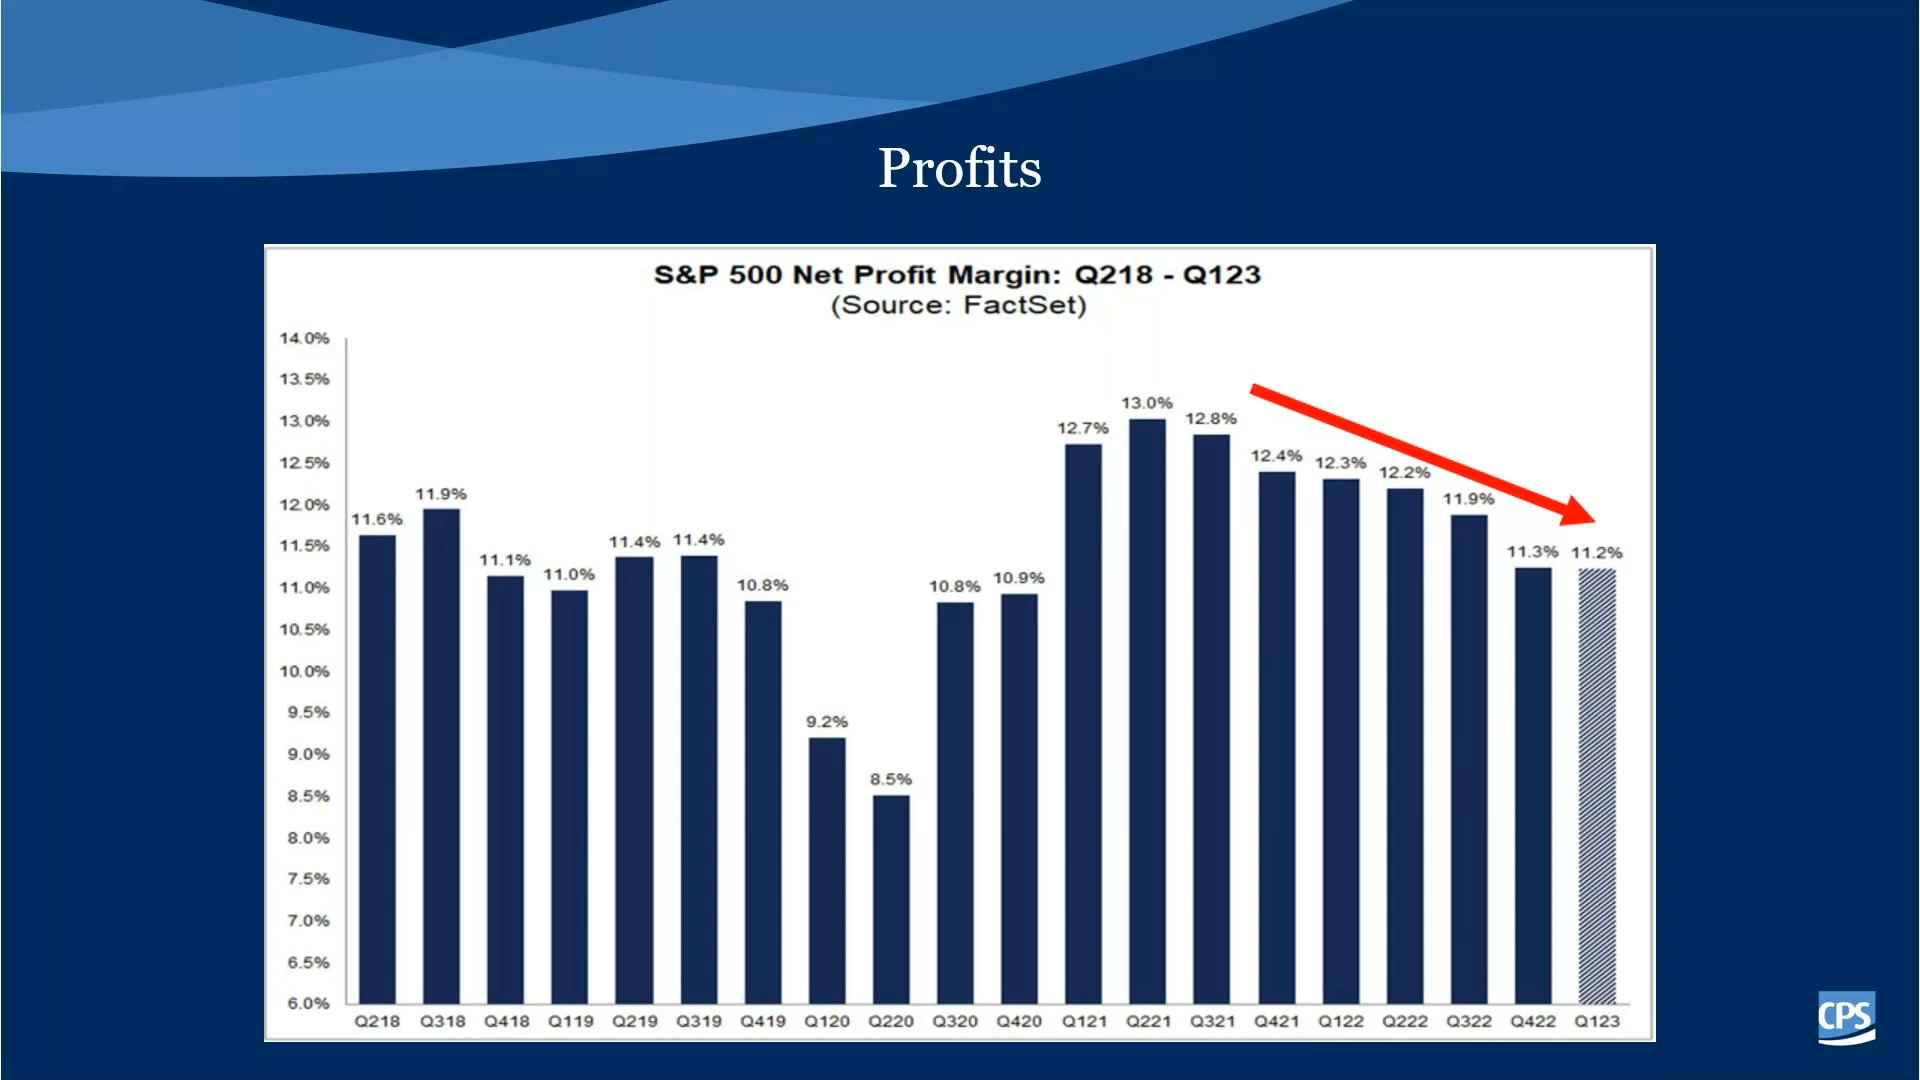 Profits
S&P 500 Net Profit Margin: Q218 - Q123
(Source: FactSet)
14.0%
13.5%
13.0%
12.5%
12.0%
11.5%
11.0%
10.5%
10.0%
9.5%
9.0%
8.5%
8.0%
7.5%
7.0%
6.5%
6.0%
11.6% 11.9% 11.1% 11.0% 11.4% 11.4% 10.8% 9.2% 8.5% 10.8% 10.9% 12.7% 13.0% 12.8% 12.4% 12.3% 12.2% 11.9% 11.3% 11.2%
Q218 Q318 Q418 Q119 Q219 Q319 Q419 Q120 Q220 Q320 Q420 Q121 Q221 Q321 Q421 Q122 Q222 Q322 Q422 Q123
CPS